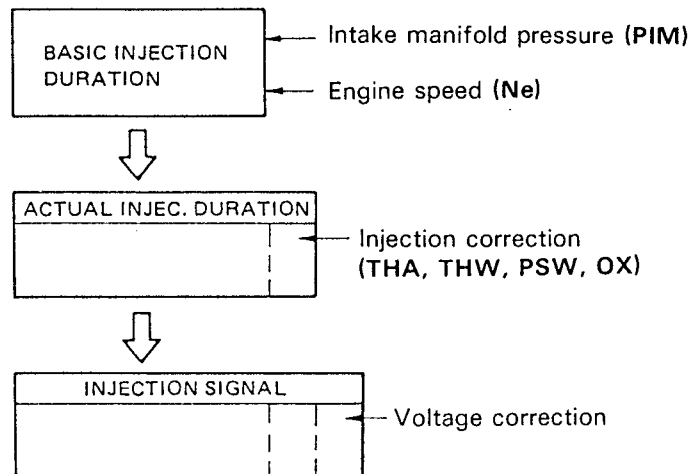 BASIC INJECTION
DURATION
Intake manifold pressure (PIM)
Engine speed (Ne)
ACTUAL INJEC. DURATION
Injection correction
(THA, THW, PSW, OX)
INJECTION SIGNAL
Voltage correction